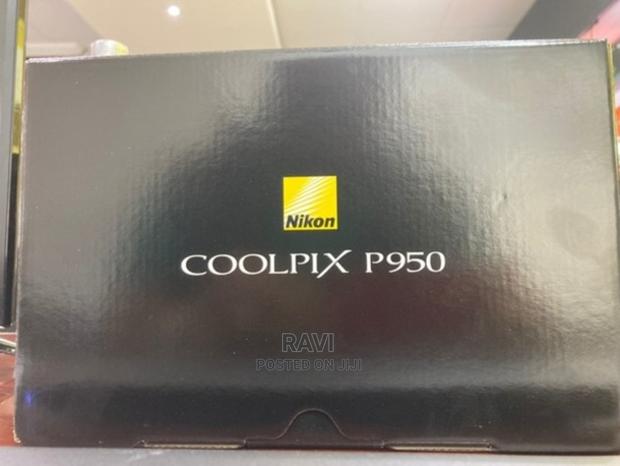 Nikon
COOLPIX P950
RAVI
POSTED ON JIJI